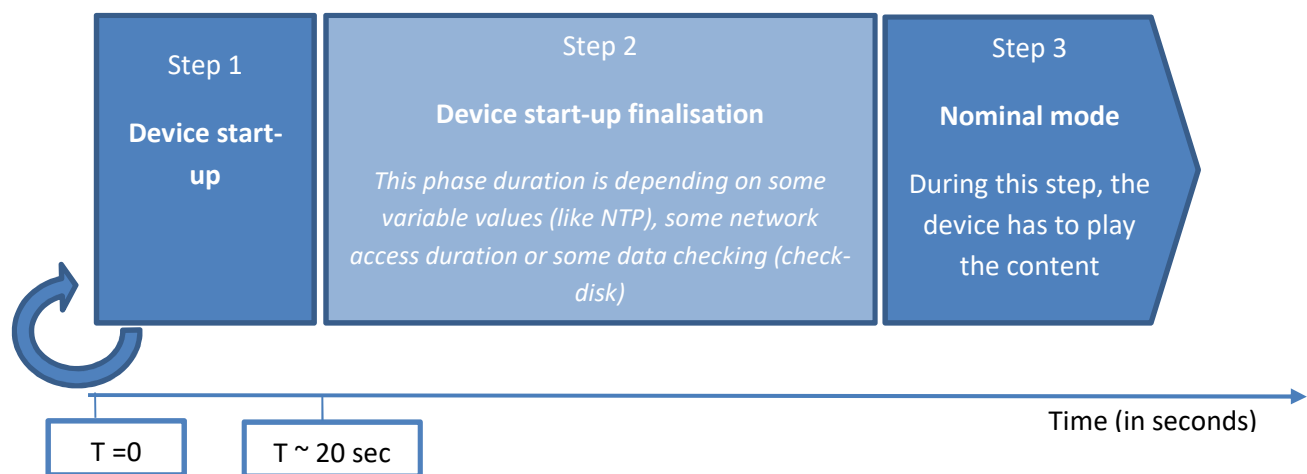 Step 1
Device start-
up
Step 2
Device start-up finalisation
This phase duration is depending on some
variable values (like NTP), some network
access duration or some data checking (check-
disk)
Step 3
Nominal mode
During this step, the
device has to play
the content
Time (in seconds)
T =0
T ~ 20 sec